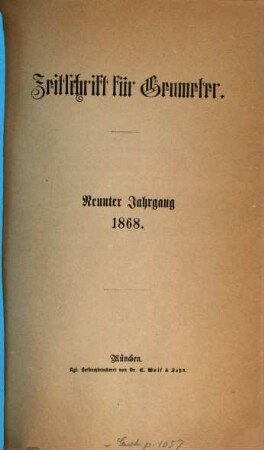 Zeitschrift für Geometer.
Neunter Jahrgang
1868.
München.
Kgl. Hofbuchdruckerei von Dr. C. Wolf & Sohn.